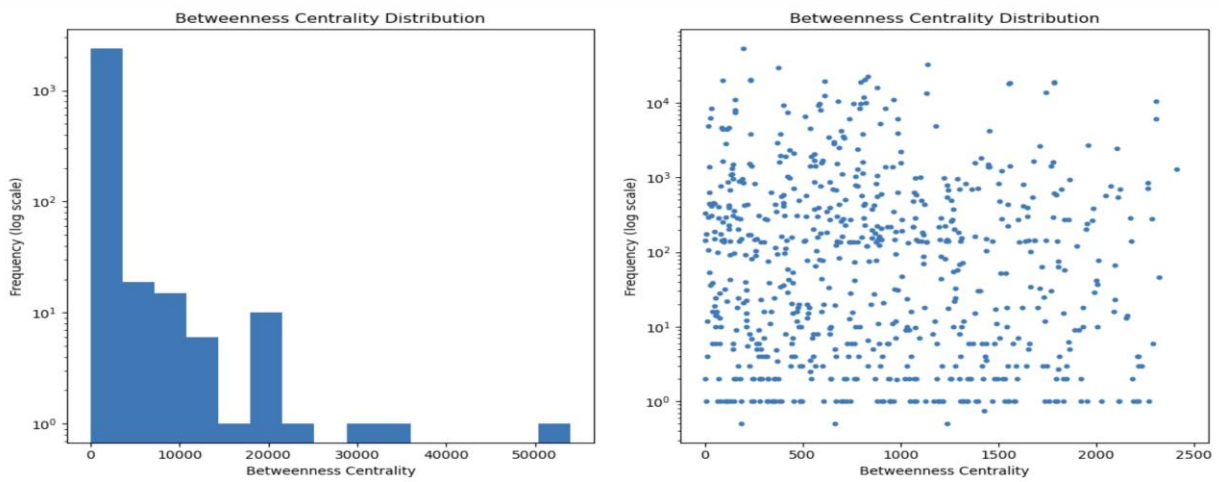 Betweenness Centrality Distribution
Frequency (log scale)
10³
10²
10¹
10⁰
0 10000 20000 30000 40000 50000
Betweenness Centrality
Betweenness Centrality Distribution
Frequency (log scale)
10⁴
10³
10²
10¹
10⁰
0 500 1000 1500 2000 2500
Betweenness Centrality